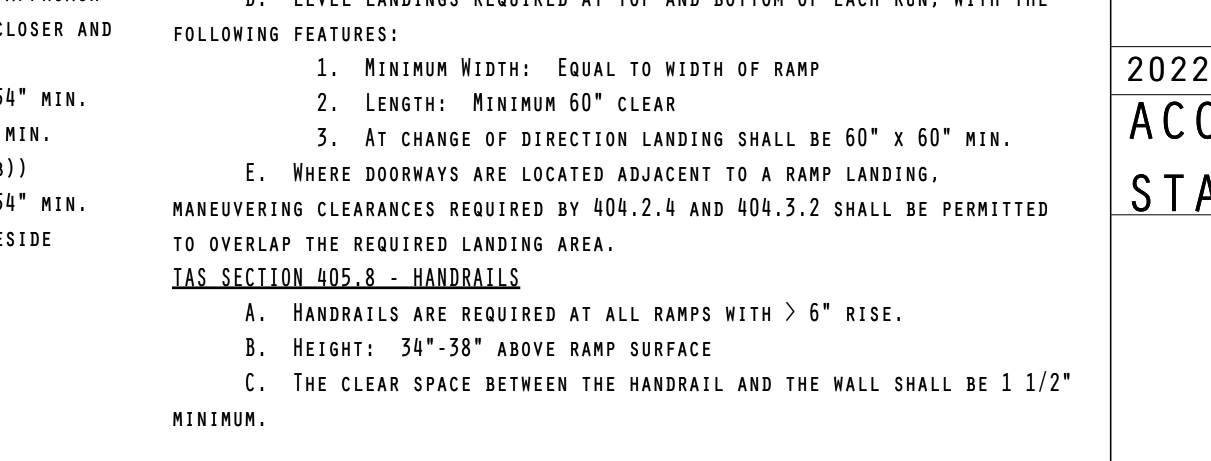 CLOSER AND
54" MIN.
MIN.
))
54" MIN.
D. LEVEL LANDINGS REQUIRED AT TOP AND BOTTOM OF EACH RUN, WITH THE
FOLLOWING FEATURES:
1. MINIMUM WIDTH: EQUAL TO WIDTH OF RAMP
2. LENGTH: MINIMUM 60" CLEAR
3. AT CHANGE OF DIRECTION LANDING SHALL BE 60" X 60" MIN.
E. WHERE DOORWAYS ARE LOCATED ADJACENT TO A RAMP LANDING,
MANEUVERING CLEARANCES REQUIRED BY 404.2.4 AND 404.3.2 SHALL BE PERMITTED
TO OVERLAP THE REQUIRED LANDING AREA.
TAS SECTION 405.8 - HANDRAILS
A. HANDRAILS ARE REQUIRED AT ALL RAMPS WITH > 6" RISE.
B. HEIGHT: 34"-38" ABOVE RAMP SURFACE
C. THE CLEAR SPACE BETWEEN THE HANDRAIL AND THE WALL SHALL BE 1 1/2"
MINIMUM.
2022
ACC
STA